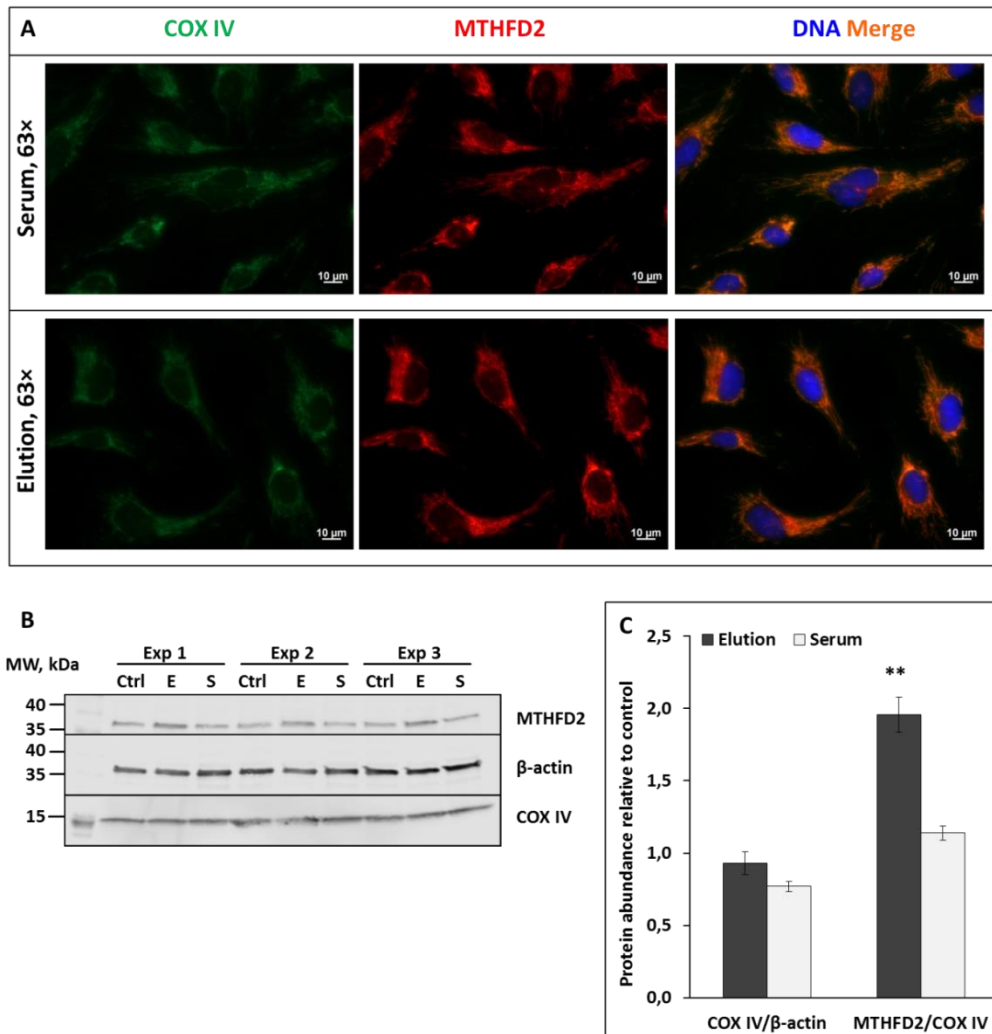 A
COX IV
MTHFD2
DNA Merge
Serum, 63×
10 µm
10 µm
10 µm
Elution, 63×
10 µm
10 µm
10 µm
B
MW, kDa
Exp 1
Exp 2
Exp 3
Ctrl E S Ctrl E S Ctrl E S
40
35
MTHFD2
40
35
β-actin
15
COX IV
C
Elution Serum
Protein abundance relative to control
2,5
2,0
1,5
1,0
0,5
0,0
**
COX IV/β-actin
MTHFD2/COX IV